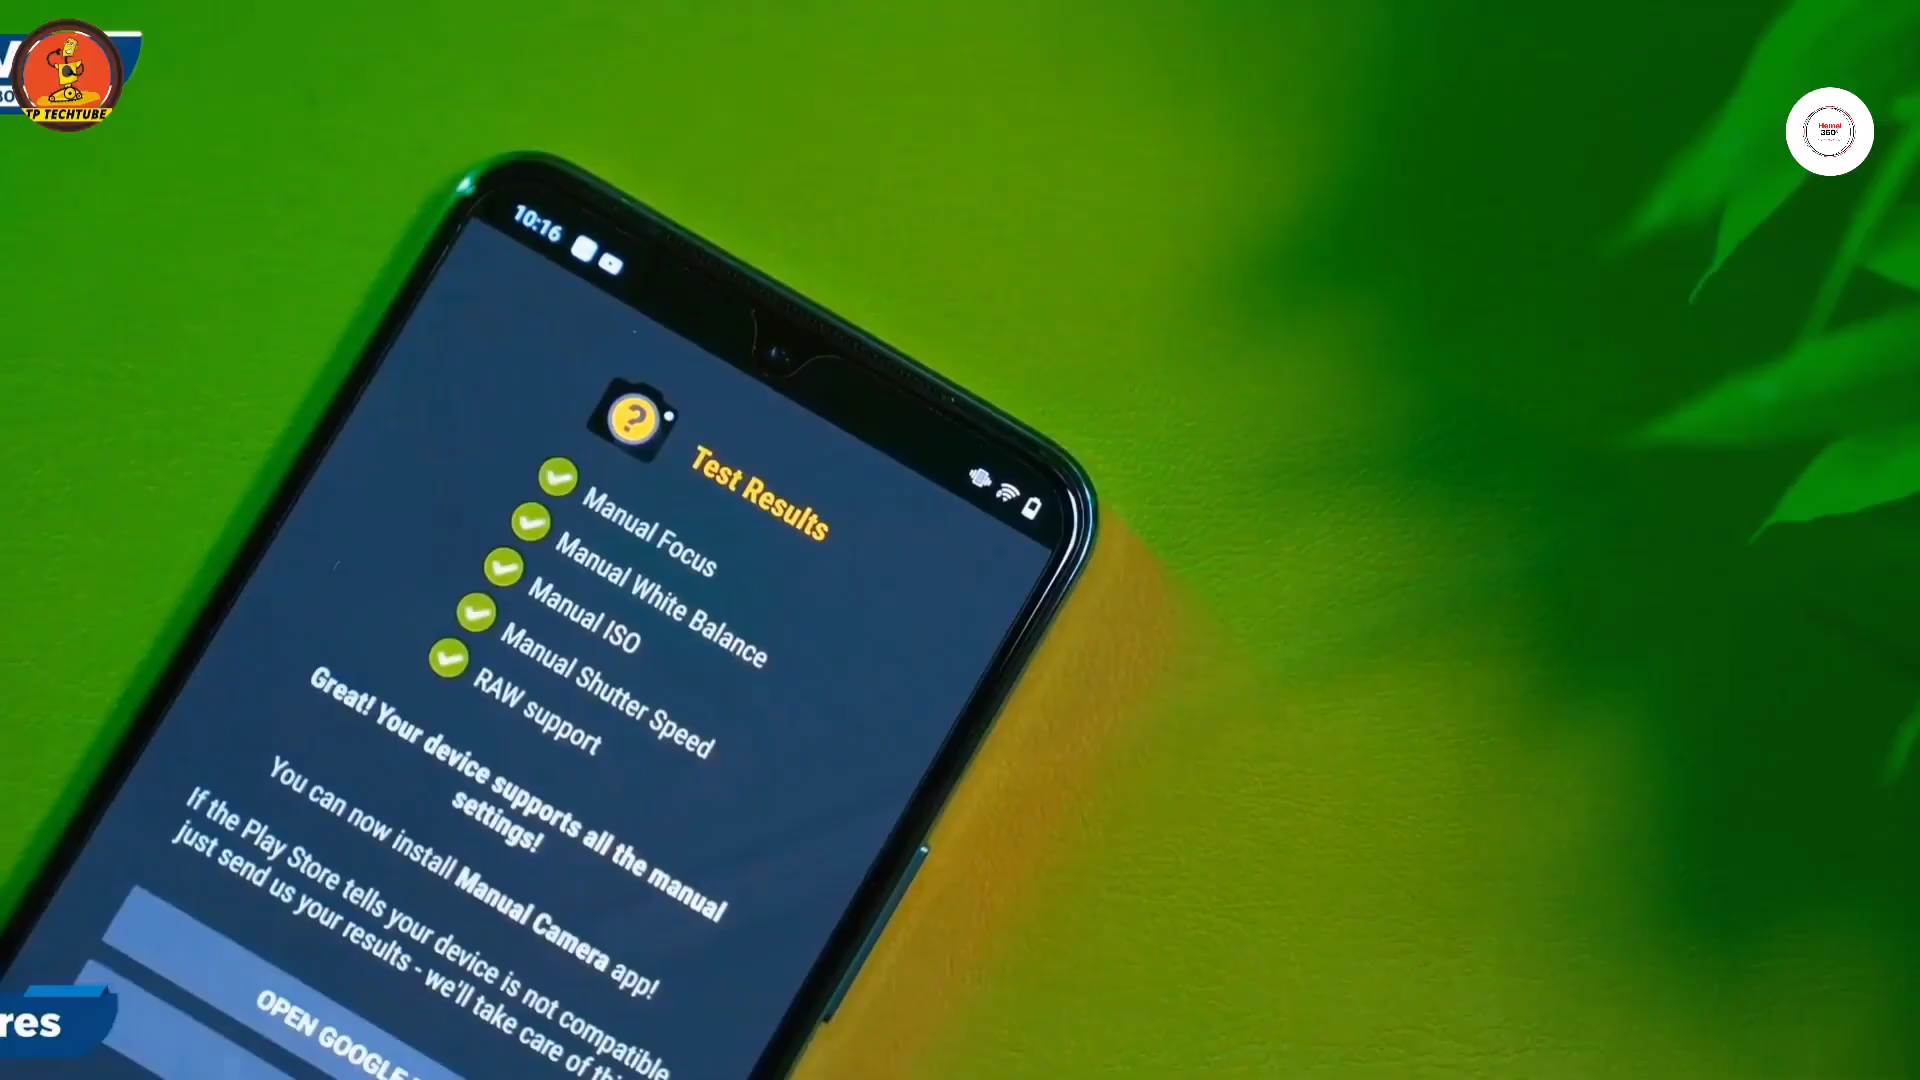 TP TECHTUBE
Hemel
360°
10:16
Test Results
Manual Focus
Manual White Balance
Manual ISO
Manual Shutter Speed
RAW support
Great! Your device supports all the manual
settings!
You can now install Manual Camera app!
If the Play Store tells your device is not compatible
just send us your results - we'll take care of
OPEN GOOGLE
res